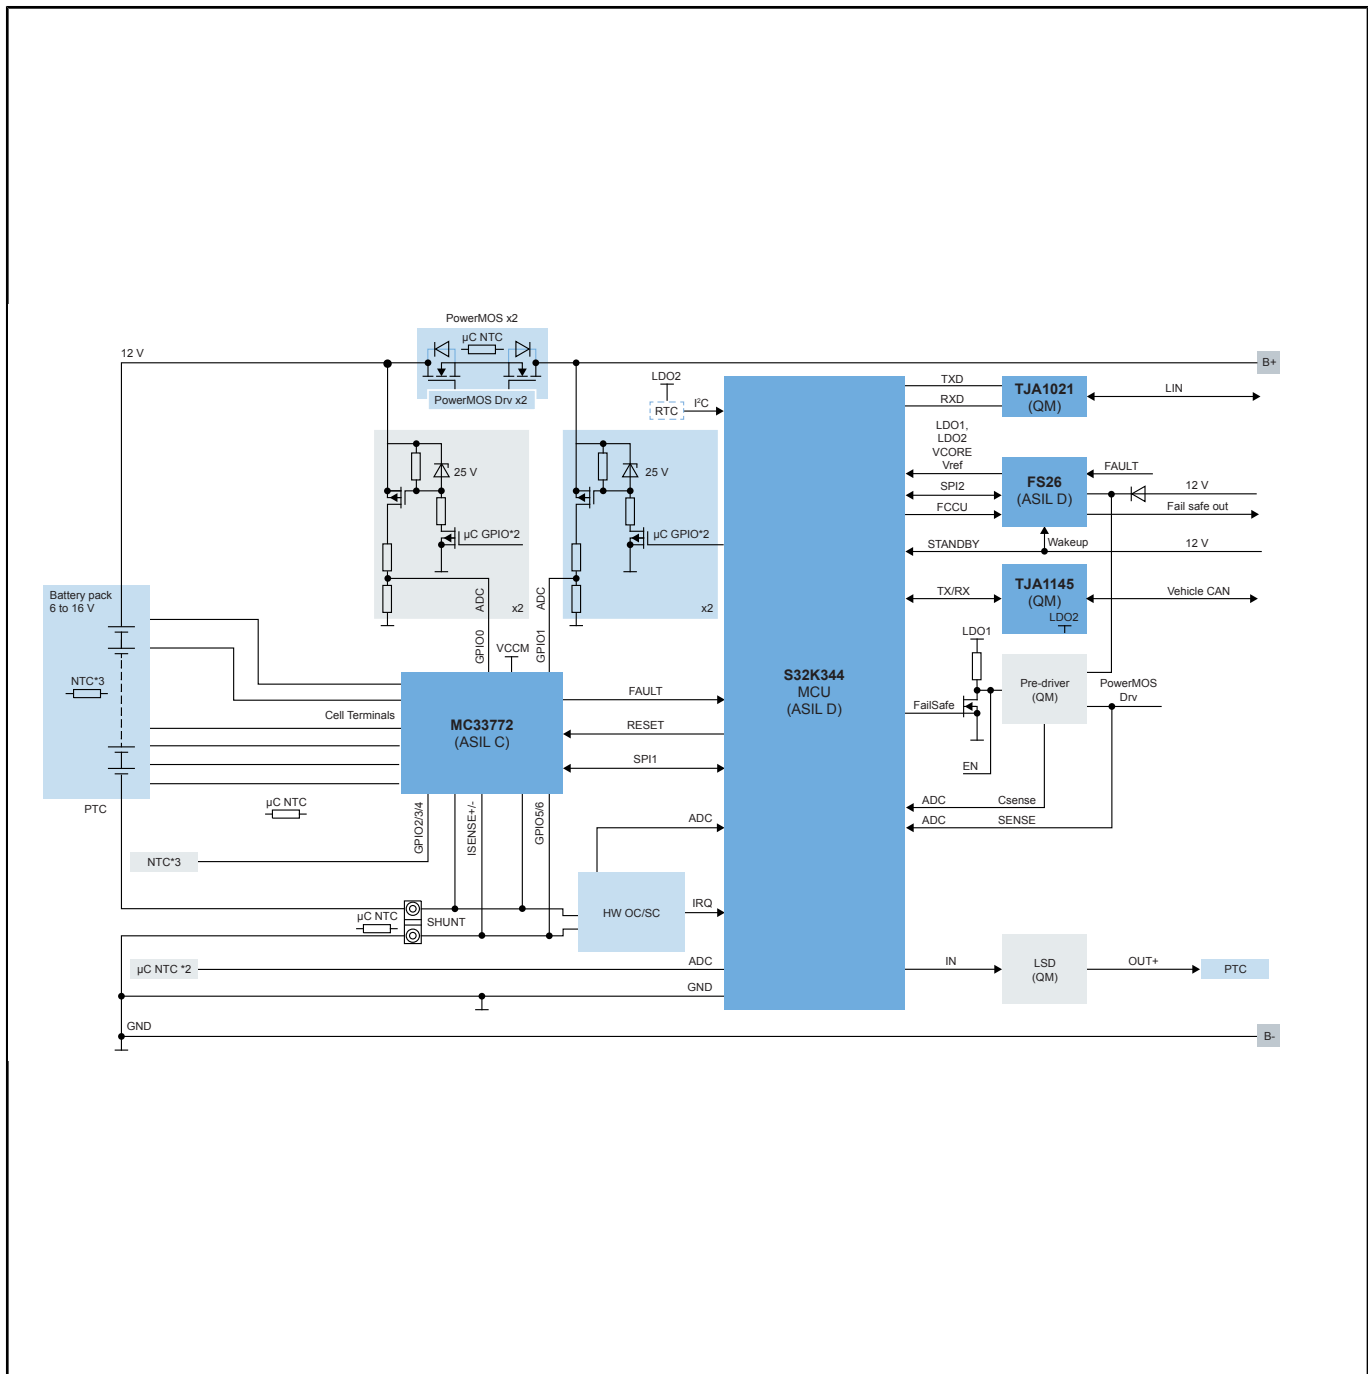 PowerMOS x2
µC NTC
PowerMOS Drv x2
12 V
B+
LDO2
RTC
I²C
TXD
RXD
TJA1021
(QM)
LIN
25 V
µC GPIO*2
x2
25 V
µC GPIO*2
x2
LDO1,
LDO2
VCORE
Vref
SPI2
FCCU
FS26
(ASIL D)
FAULT
12 V
Fail safe out
STANDBY
Wakeup
12 V
TX/RX
TJA1145
(QM)
LDO2
Vehicle CAN
Battery pack
6 to 16 V
NTC*3
PTC
ADC
GPIO0
ADC
GPIO1
VCCM
Cell Terminals
MC33772
(ASIL C)
FAULT
RESET
SPI1
S32K344
MCU
(ASIL D)
LDO1
FailSafe
EN
Pre-driver
(QM)
PowerMOS
Drv
ADC
Csense
ADC
SENSE
µC NTC
GPIO2/3/4
ISENSE+/-
GPIO5/6
ADC
NTC*3
HW OC/SC
IRQ
µC NTC
SHUNT
µC NTC *2
ADC
GND
IN
LSD
(QM)
OUT+
PTC
GND
B-